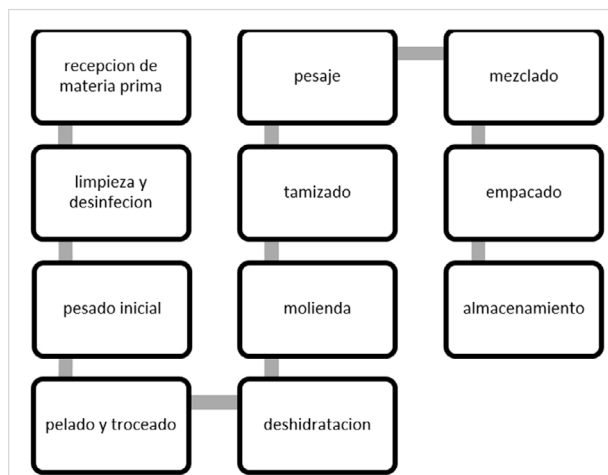 recepcion de
materia prima
limpieza y
desinfecion
pesado inicial
pelado y troceado
deshidratacion
molienda
tamizado
pesaje
mezclado
empacado
almacenamiento